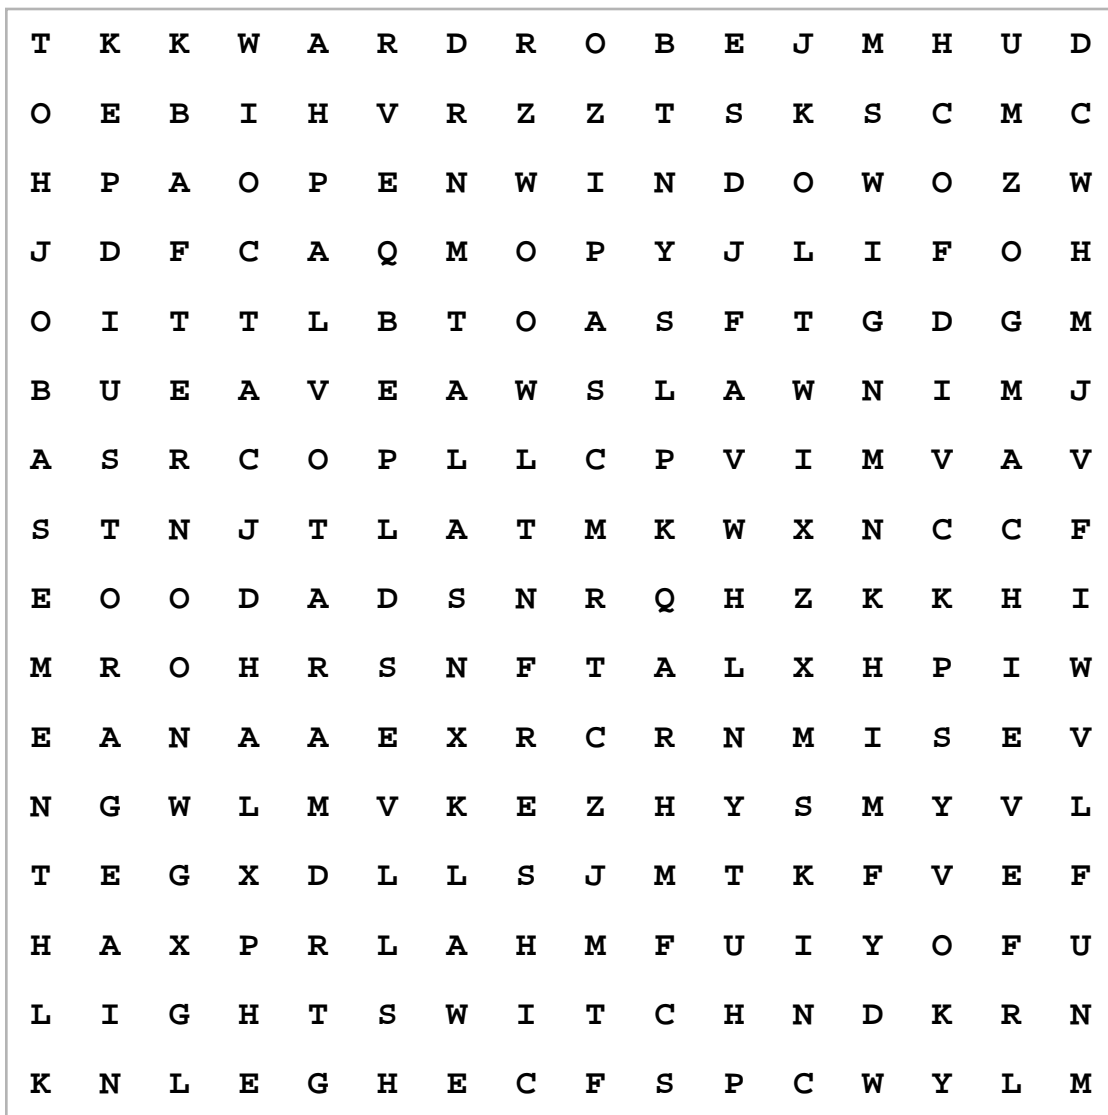 T K K W A R D R O B E J M H U D
O E B I H V R Z Z T S K S C M C
H P A O P E N W I N D O W O Z W
J D F C A Q M O P Y J L I F O H
O I T T L B T O A S F T G D G M
B U E A V E A W S L A W N I M J
A S R C O P L L C P V I M V A V
S T N J T L A T M K W X N C C F
E O O D A D S N R Q H Z K K H I
M R O H R S N F T A L X H P I W
E A N A A E X R C R N M I S E V
N G W L M V K E Z H Y S M Y V L
T E G X D L L S J M T K F V E F
H A X P R L A H M F U I Y O F U
L I G H T S W I T C H N D K R N
K N L E G H E C F S P C W Y L M